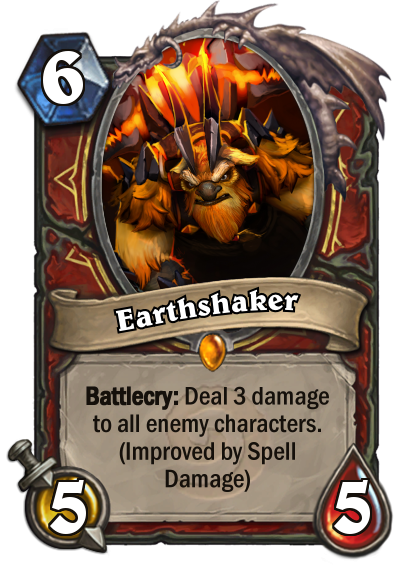 6
Earthshaker
Battlecry: Deal 3 damage
to all enemy characters.
(Improved by Spell
Damage)
5
5